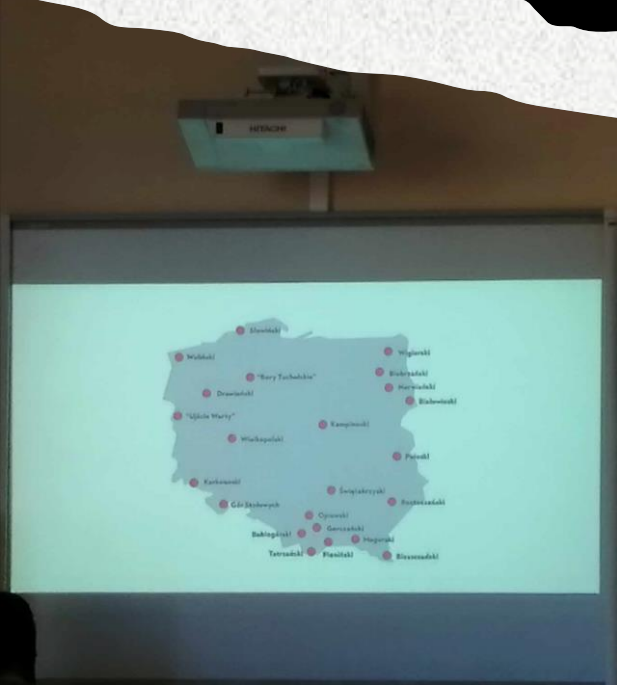 HITACHI
Słowiński
Woliński
Wigierski
"Bory Tucholskie"
Biebrzański
Narwiański
Drawieński
Białowieski
"Ujście Warty"
Kampinoski
Wielkopolski
Poleski
Karkonoski
Świętokrzyski
Gór Stołowych
Roztoczański
Ojcowski
Gorczański
Babiogórski
Magurski
Tatrzański
Pieniński
Bieszczadzki